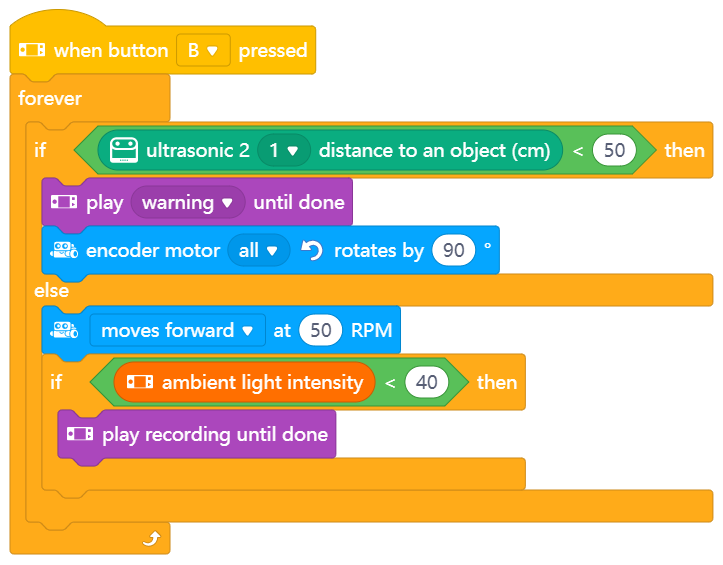 when button B pressed
forever
if ultrasonic 2 1 distance to an object (cm) < 50 then
play warning until done
encoder motor all rotates by 90 °
else
moves forward at 50 RPM
if ambient light intensity < 40 then
play recording until done